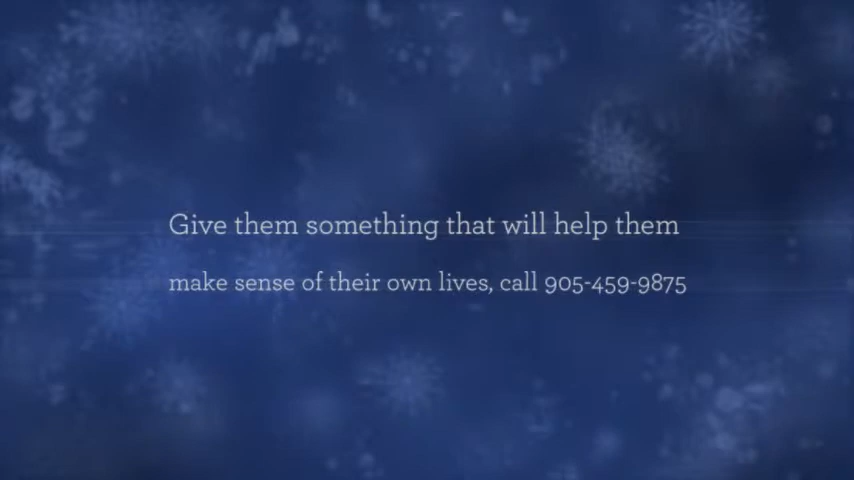 Give them something that will help them
make sense of their own lives, call 905-459-9875